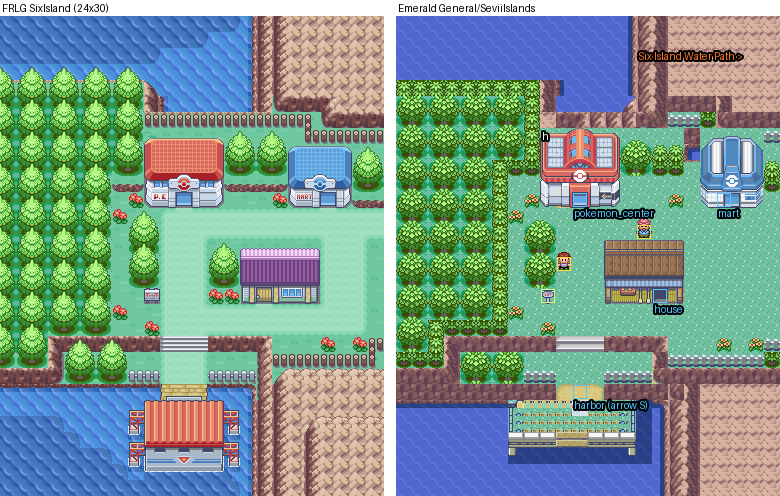 FRLG SixIsland (24x30)
Emerald General/SeviiIslands
Six Island Water Path >
h
P.C
MART
pokemon_center
mart
house
harbor (arrow S)